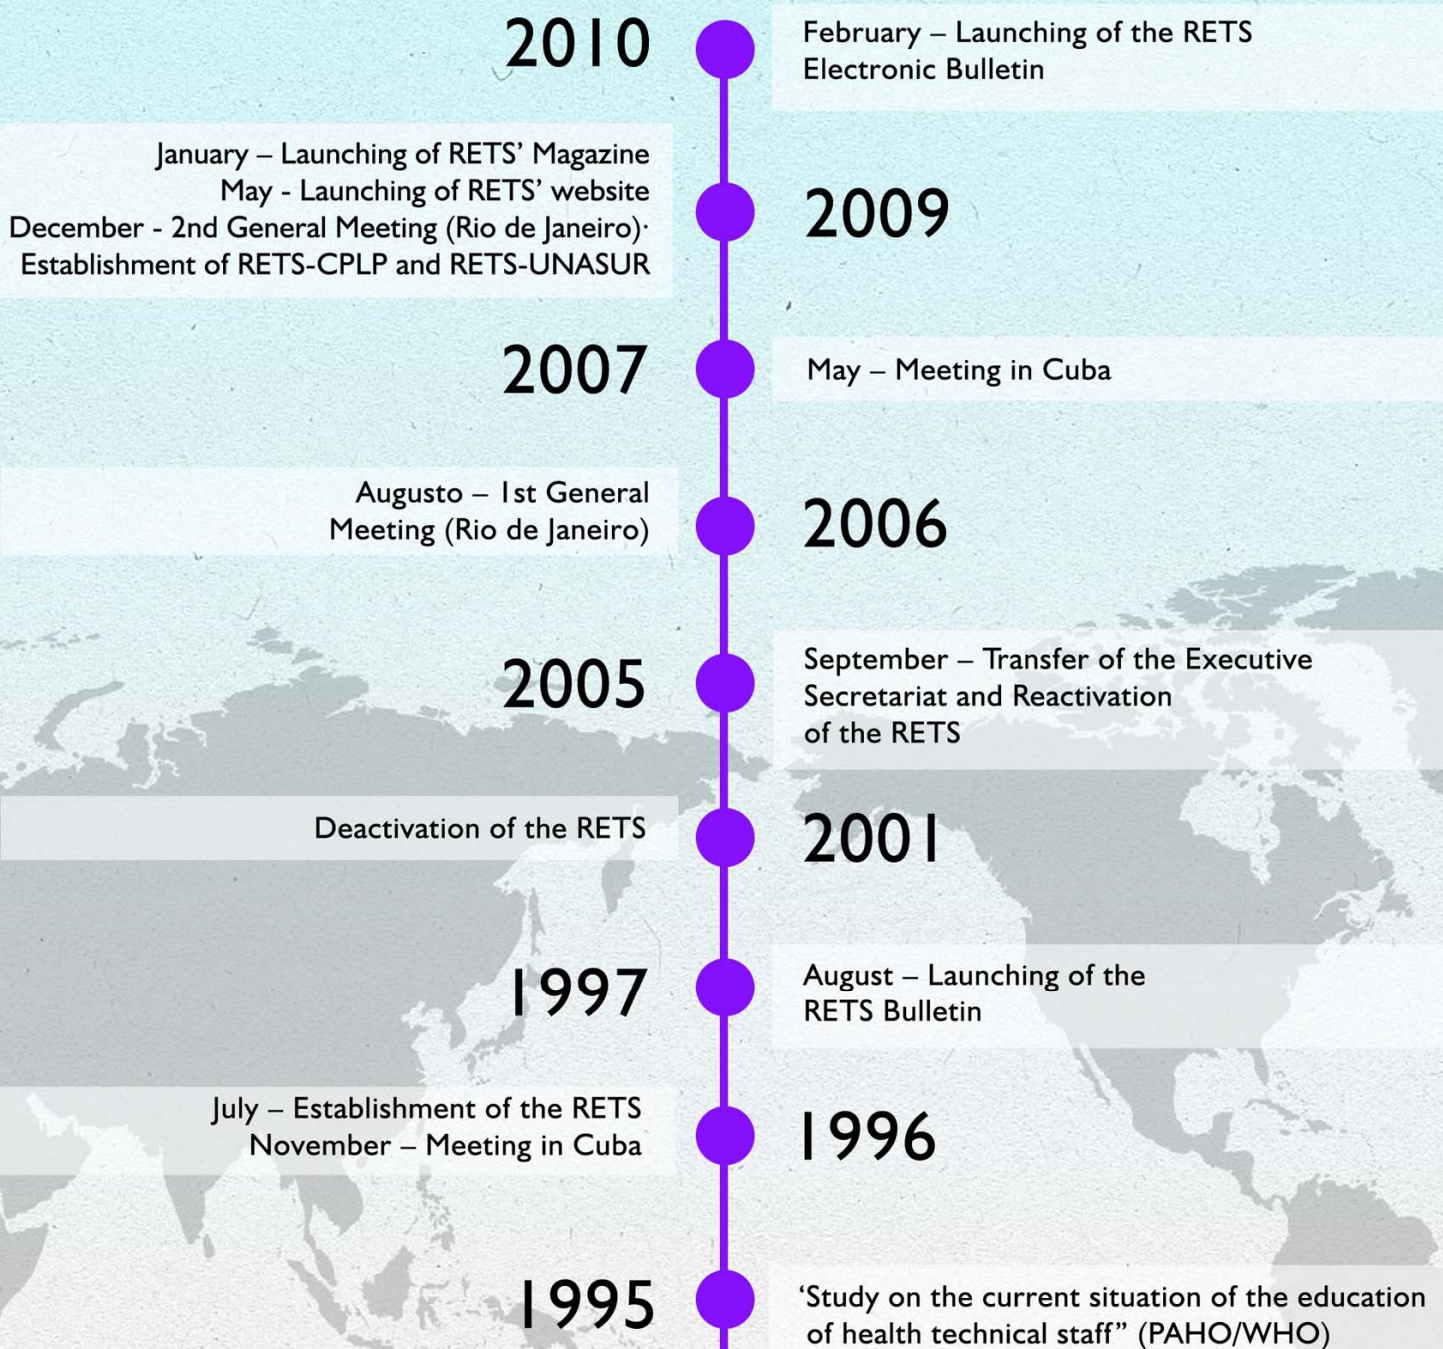 2010
February – Launching of the RETS
Electronic Bulletin
January – Launching of RETS’ Magazine
May - Launching of RETS’ website
December - 2nd General Meeting (Rio de Janeiro)·
Establishment of RETS-CPLP and RETS-UNASUR
2009
2007
May – Meeting in Cuba
Augusto – 1st General
Meeting (Rio de Janeiro)
2006
2005
September – Transfer of the Executive
Secretariat and Reactivation
of the RETS
Deactivation of the RETS
2001
1997
August – Launching of the
RETS Bulletin
July – Establishment of the RETS
November – Meeting in Cuba
1996
1995
‘Study on the current situation of the education
of health technical staff” (PAHO/WHO)